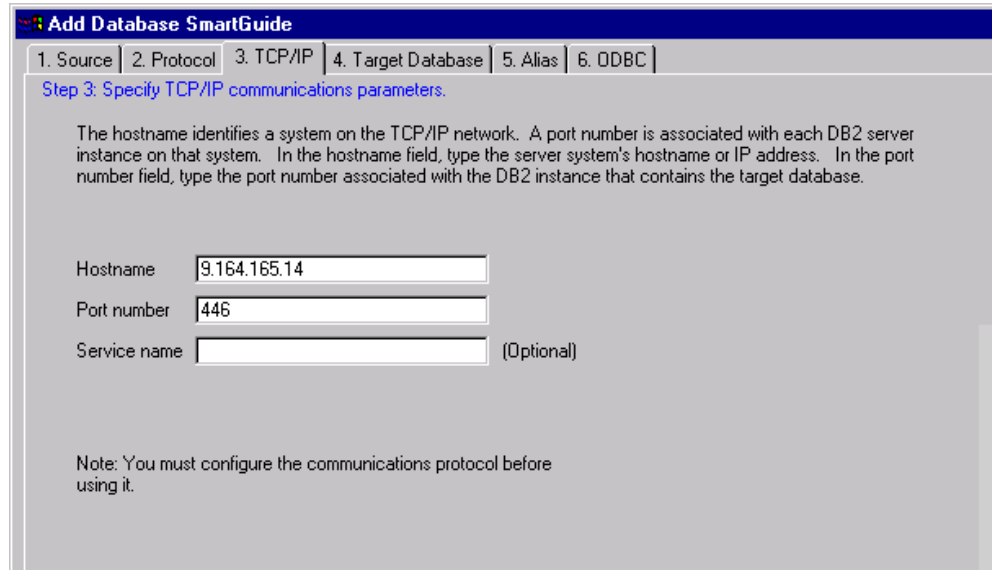 Add Database SmartGuide
1. Source 2. Protocol 3. TCP/IP 4. Target Database 5. Alias 6. ODBC
Step 3: Specify TCP/IP communications parameters.
The hostname identifies a system on the TCP/IP network. A port number is associated with each DB2 server
instance on that system. In the hostname field, type the server system's hostname or IP address. In the port
number field, type the port number associated with the DB2 instance that contains the target database.
Hostname 9.164.165.14
Port number 446
Service name (Optional)
Note: You must configure the communications protocol before
using it.